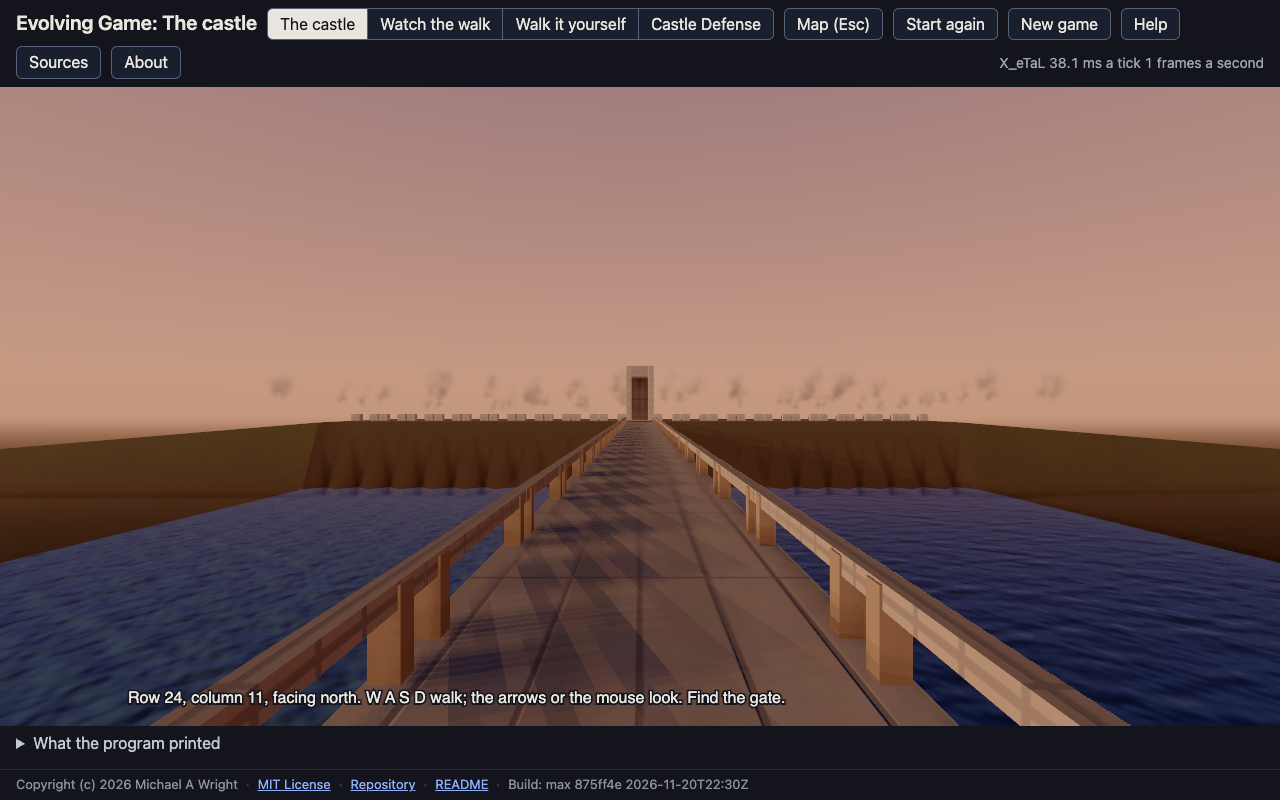 Evolving Game: The castle The castle Watch the walk Walk it yourself Castle Defense Map (Esc) Start again New game Help
Sources About X_eTaL 38.1 ms a tick 1 frames a second
Row 24, column 11, facing north. W A S D walk; the arrows or the mouse look. Find the gate.
▶ What the program printed
Copyright (c) 2026 Michael A Wright · MIT License · Repository · README · Build: max 875ff4e 2026-11-20T22:30Z